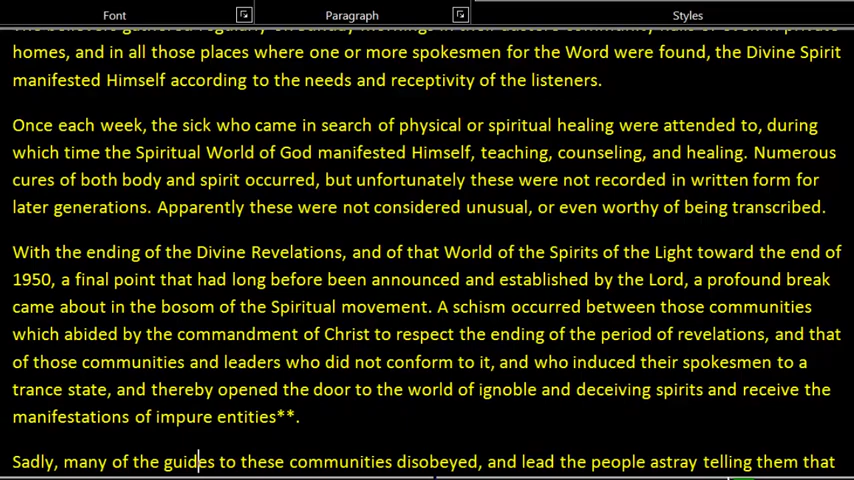 Font Paragraph Styles
homes, and in all those places where one or more spokesmen for the Word were found, the Divine Spirit
manifested Himself according to the needs and receptivity of the listeners.
Once each week, the sick who came in search of physical or spiritual healing were attended to, during
which time the Spiritual World of God manifested Himself, teaching, counseling, and healing. Numerous
cures of both body and spirit occurred, but unfortunately these were not recorded in written form for
later generations. Apparently these were not considered unusual, or even worthy of being transcribed.
With the ending of the Divine Revelations, and of that World of the Spirits of the Light toward the end of
1950, a final point that had long before been announced and established by the Lord, a profound break
came about in the bosom of the Spiritual movement. A schism occurred between those communities
which abided by the commandment of Christ to respect the ending of the period of revelations, and that
of those communities and leaders who did not conform to it, and who induced their spokesmen to a
trance state, and thereby opened the door to the world of ignoble and deceiving spirits and receive the
manifestations of impure entities**.
Sadly, many of the guides to these communities disobeyed, and lead the people astray telling them that